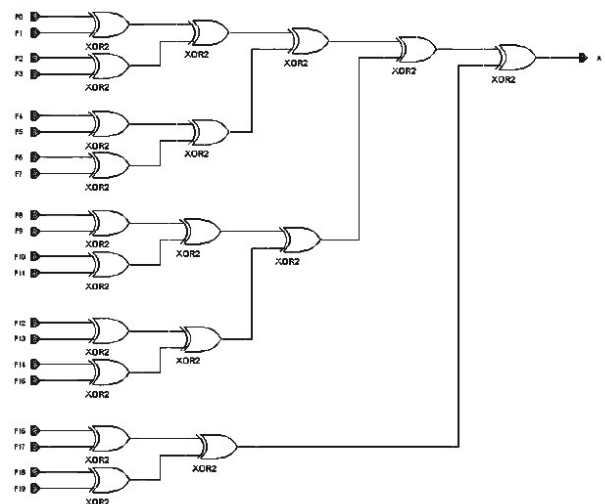 F0
F1
XOR2
XOR2
XOR2
XOR2
XOR2
A
F2
F3
XOR2
F4
F5
XOR2
XOR2
F6
F7
XOR2
F8
F9
XOR2
XOR2
XOR2
F10
F11
XOR2
F12
F13
XOR2
XOR2
F14
F15
XOR2
F16
F17
XOR2
XOR2
F18
F19
XOR2